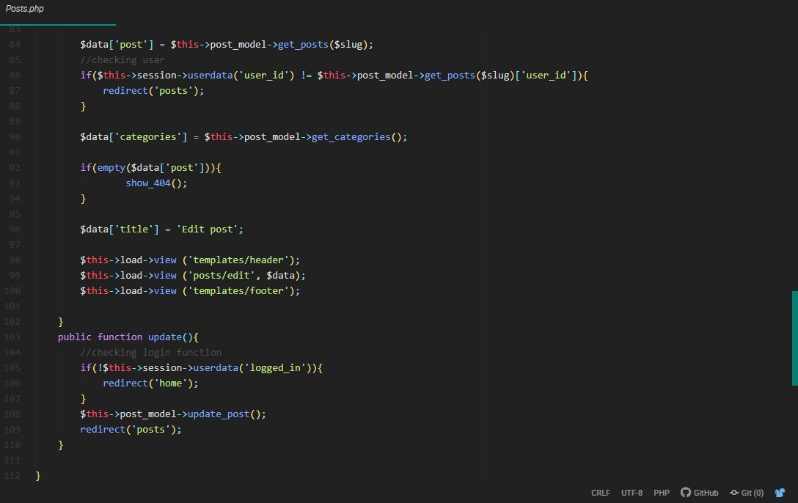 Posts.php
83
84 $data['post'] = $this->post_model->get_posts($slug);
85 //checking user
86 if($this->session->userdata('user_id') != $this->post_model->get_posts($slug)['user_id']){
87 redirect('posts');
88 }
89
90 $data['categories'] = $this->post_model->get_categories();
91
92 if(empty($data['post'])){
93 show_404();
94 }
95
96 $data['title'] = 'Edit post';
97
98 $this->load->view ('templates/header');
99 $this->load->view ('posts/edit', $data);
100 $this->load->view ('templates/footer');
101
102 }
103 public function update(){
104 //checking login function
105 if(!$this->session->userdata('logged_in')){
106 redirect('home');
107 }
108 $this->post_model->update_post();
109 redirect('posts');
110 }
111
112 }
CRLF UTF-8 PHP GitHub Git (0)